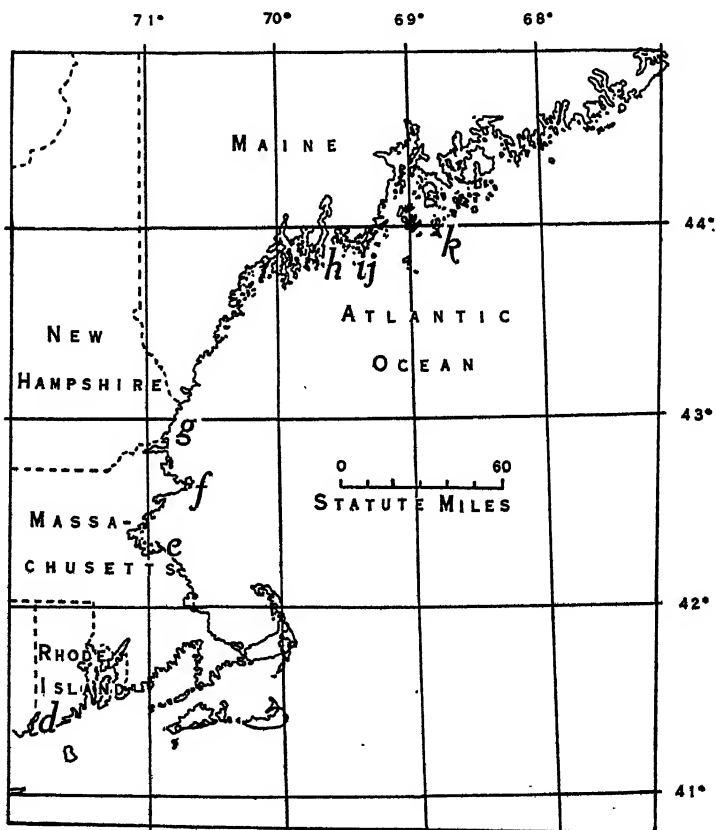 71° 70° 69° 68°
MAINE
44°
k
h ij
ATLANTIC
OCEAN
NEW
HAMPSHIRE
43°
g
0 60
f
STATUTE MILES
MASSA-
e
CHUSETTS
42°
RHODE
ISLAND
d
41°